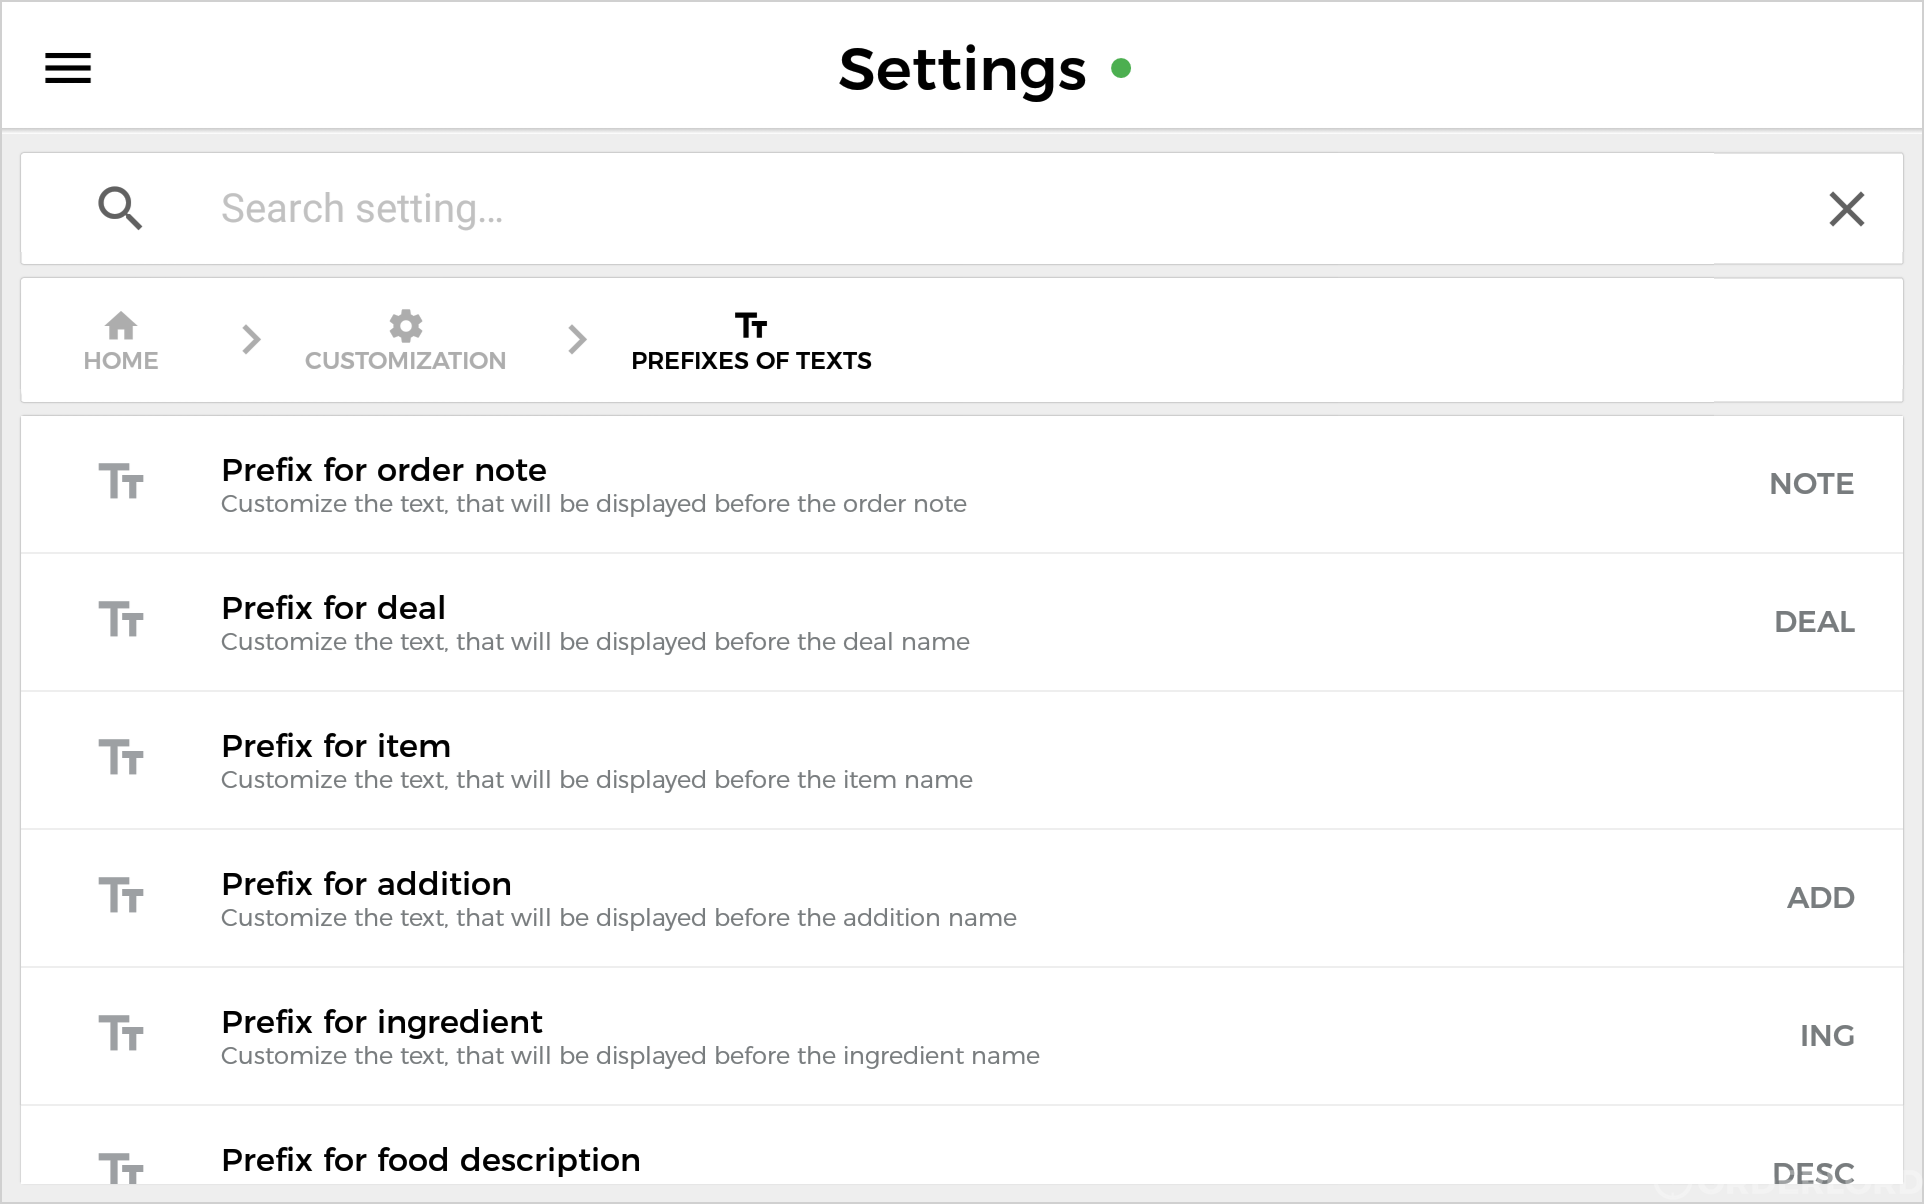 Settings
Search setting...
HOME
CUSTOMIZATION
PREFIXES OF TEXTS
Prefix for order note
NOTE
Customize the text, that will be displayed before the order note
Prefix for deal
DEAL
Customize the text, that will be displayed before the deal name
Prefix for item
Customize the text, that will be displayed before the item name
Prefix for addition
ADD
Customize the text, that will be displayed before the addition name
Prefix for ingredient
ING
Customize the text, that will be displayed before the ingredient name
Prefix for food description
DESC